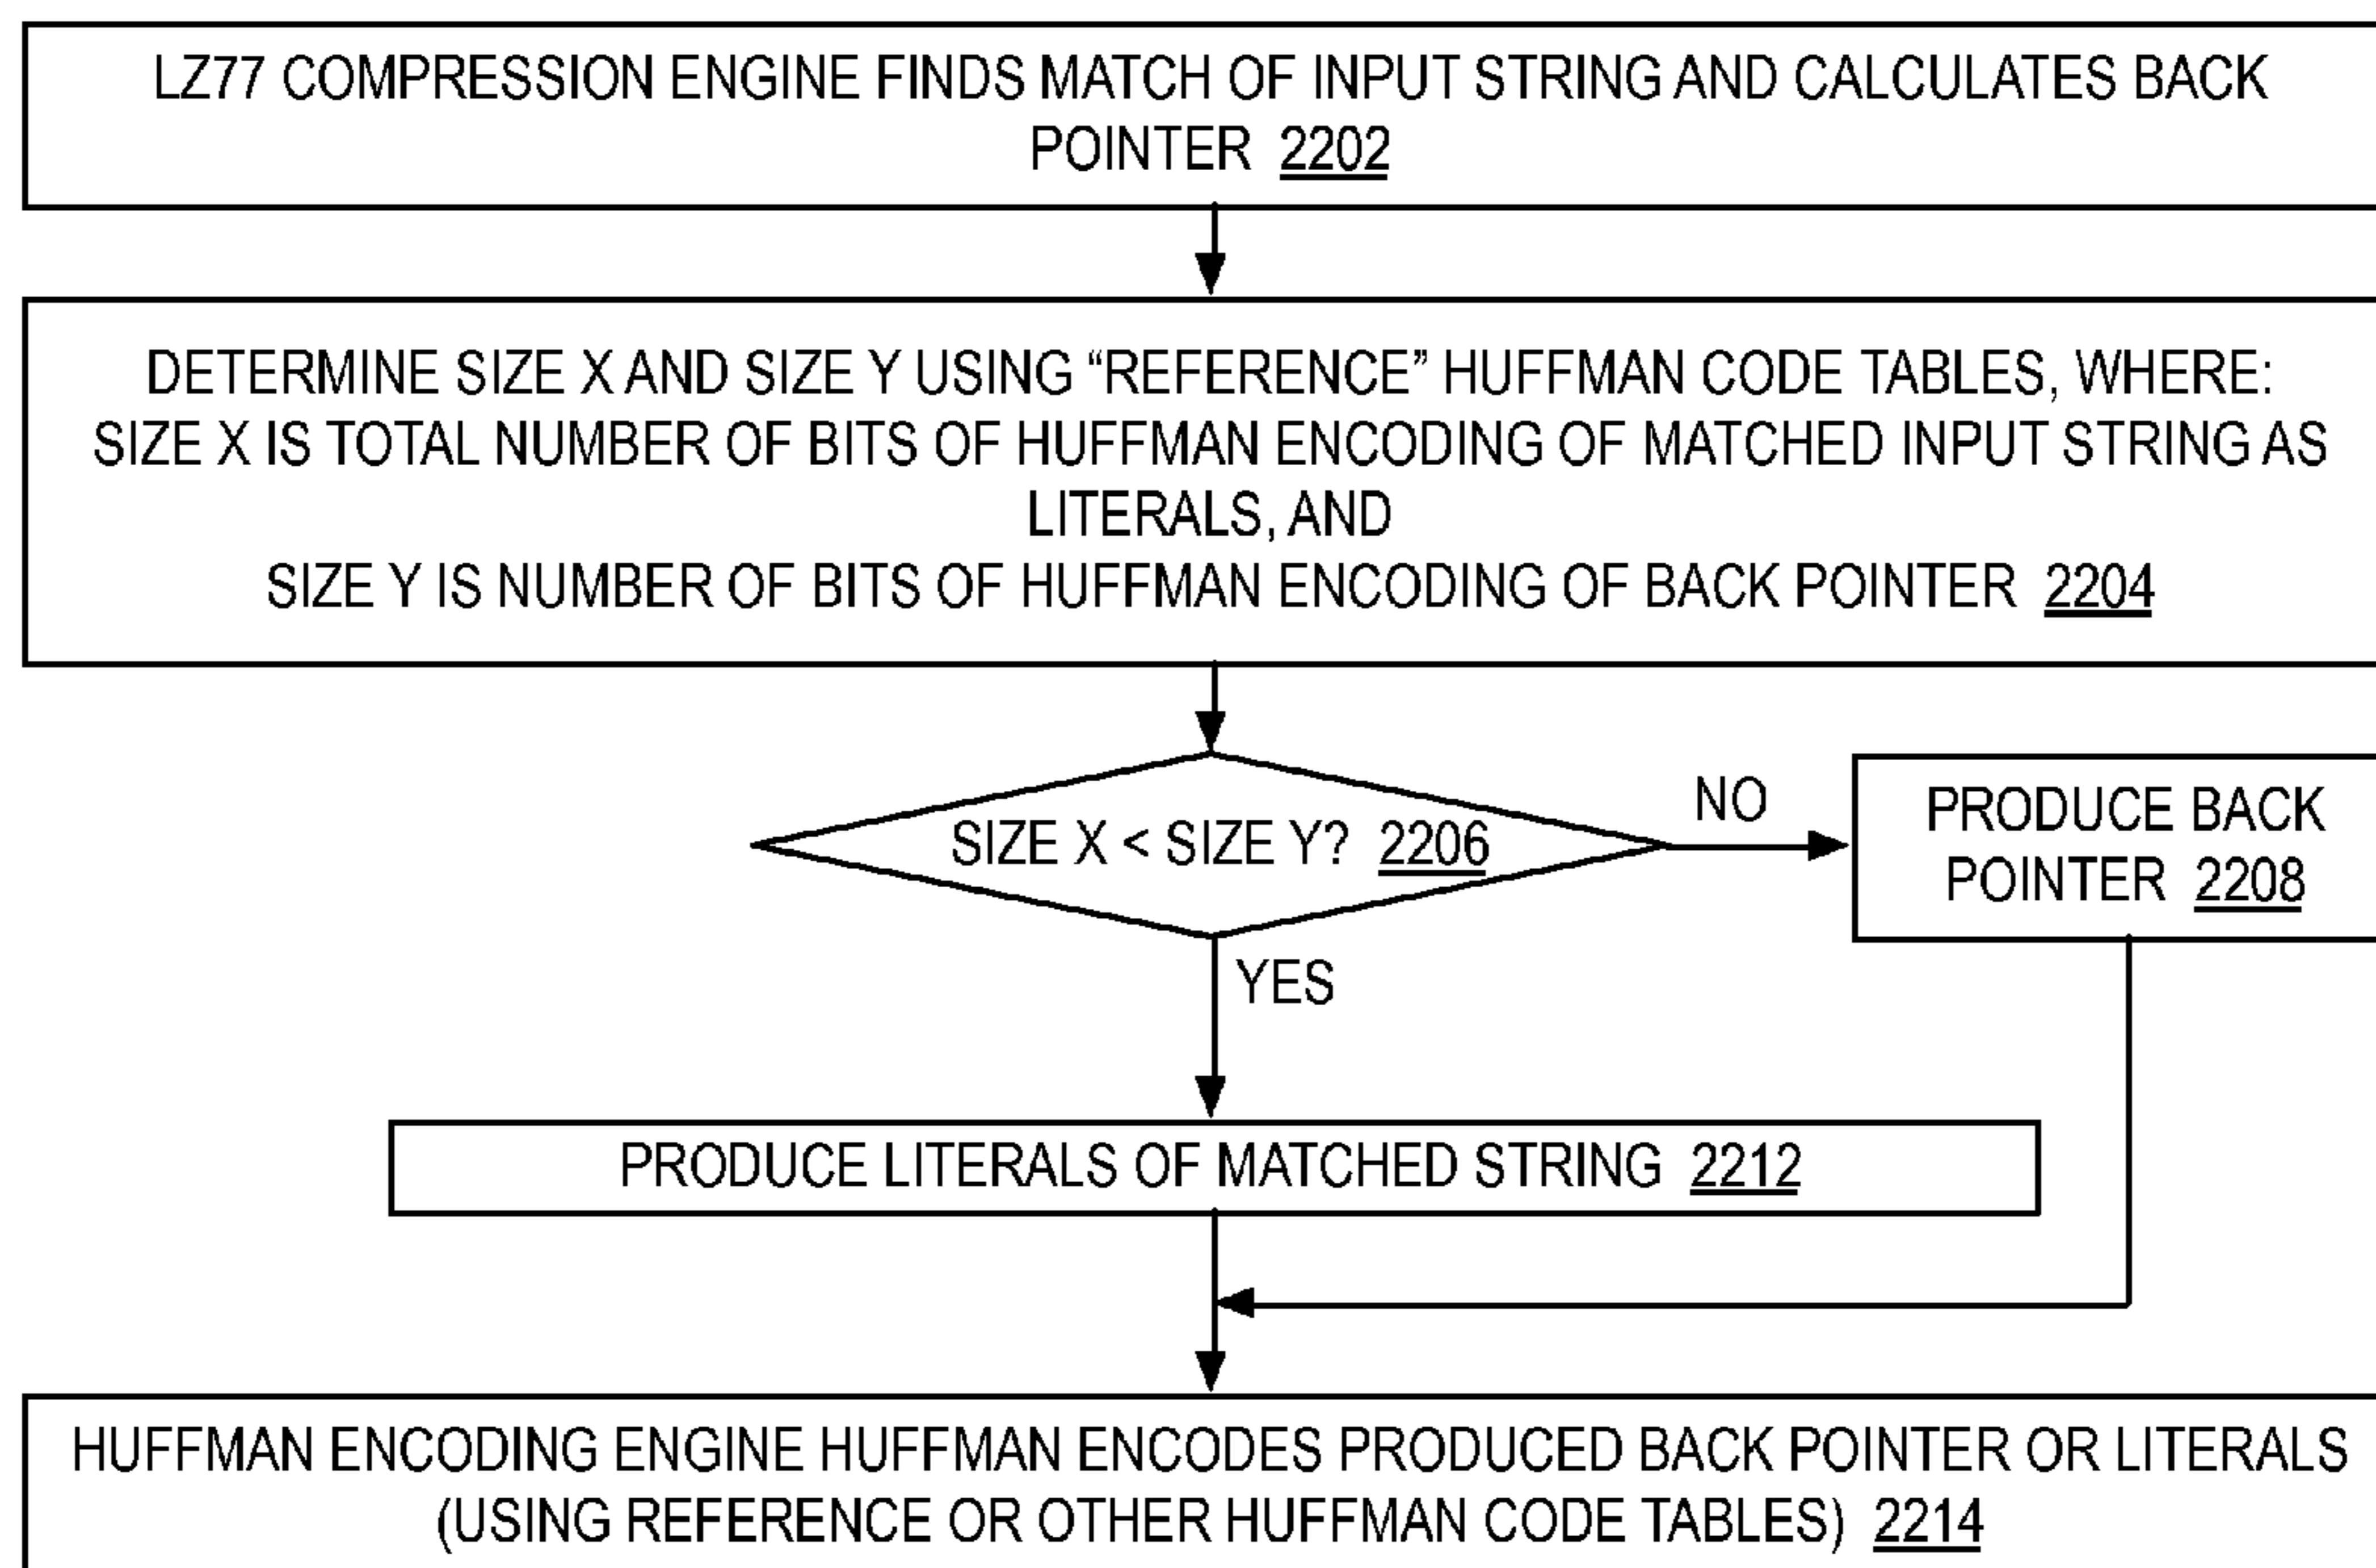 LZ77 COMPRESSION ENGINE FINDS MATCH OF INPUT STRING AND CALCULATES BACK
POINTER 2202
DETERMINE SIZE X AND SIZE Y USING “REFERENCE” HUFFMAN CODE TABLES, WHERE:
SIZE X IS TOTAL NUMBER OF BITS OF HUFFMAN ENCODING OF MATCHED INPUT STRING AS
LITERALS, AND
SIZE Y IS NUMBER OF BITS OF HUFFMAN ENCODING OF BACK POINTER 2204
SIZE X < SIZE Y? 2206
NO
PRODUCE BACK
POINTER 2208
YES
PRODUCE LITERALS OF MATCHED STRING 2212
HUFFMAN ENCODING ENGINE HUFFMAN ENCODES PRODUCED BACK POINTER OR LITERALS
(USING REFERENCE OR OTHER HUFFMAN CODE TABLES) 2214